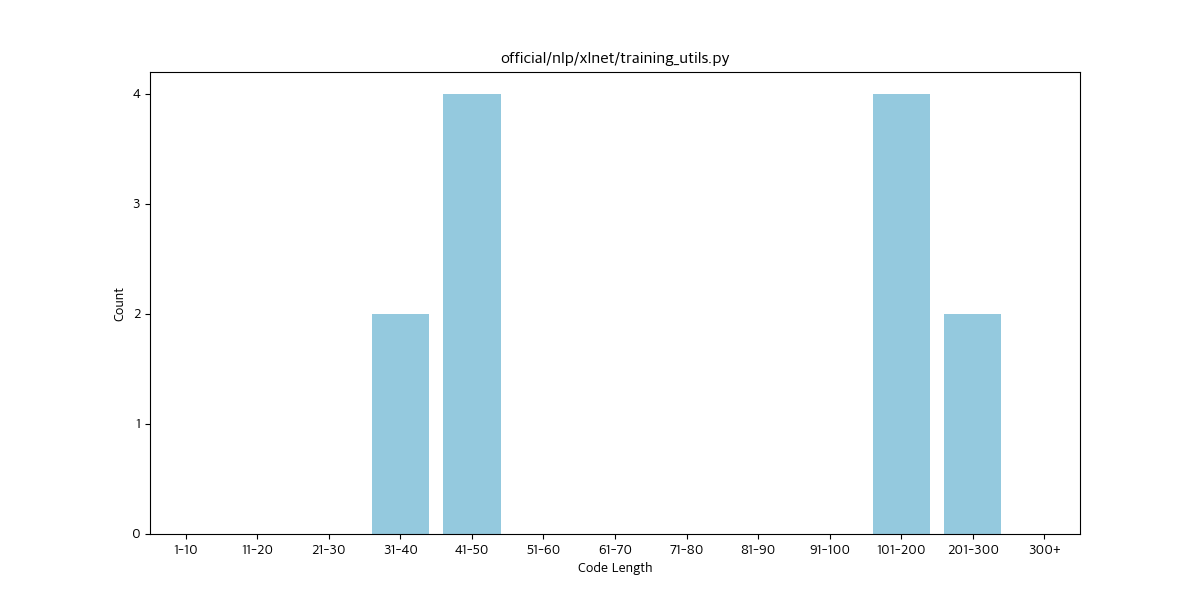 official/nlp/xlnet/training_utils.py
4
3
2
1
0
Count
1-10 11-20 21-30 31-40 41-50 51-60 61-70 71-80 81-90 91-100 101-200 201-300 300+
Code Length